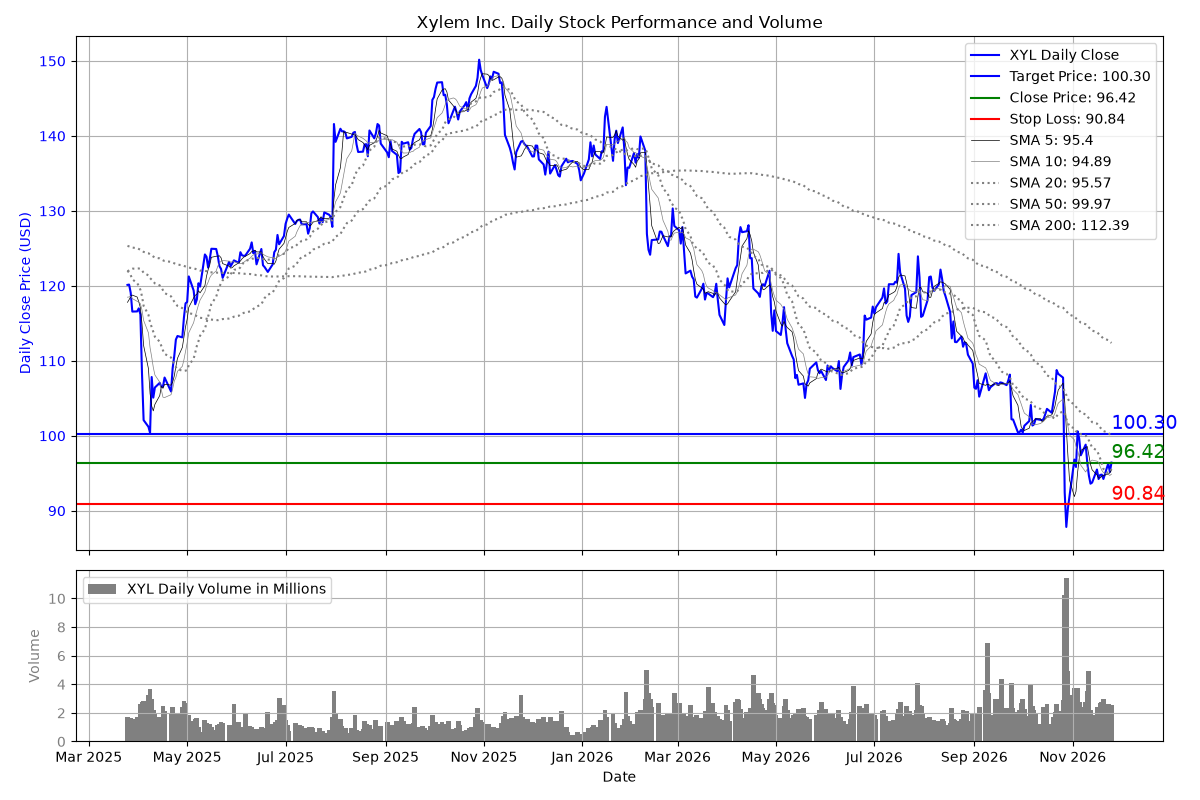 Xylem Inc. Daily Stock Performance and Volume
Daily Close Price (USD)
150
140
130
120
110
100
90
XYL Daily Close
Target Price: 100.30
Close Price: 96.42
Stop Loss: 90.84
SMA 5: 95.4
SMA 10: 94.89
SMA 20: 95.57
SMA 50: 99.97
SMA 200: 112.39
100.30
96.42
90.84
XYL Daily Volume in Millions
Volume
10
8
6
4
2
0
Mar 2025
May 2025
Jul 2025
Sep 2025
Nov 2025
Jan 2026
Mar 2026
May 2026
Jul 2026
Sep 2026
Nov 2026
Date